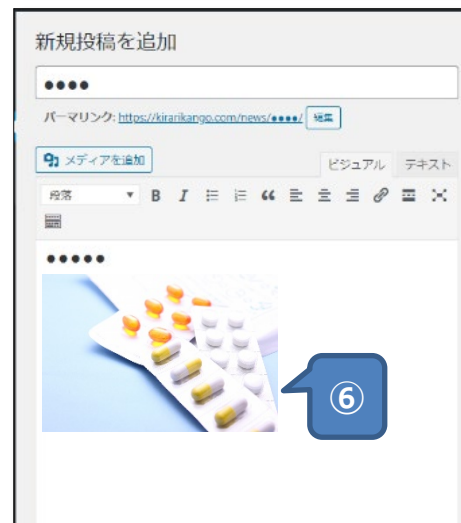 新規投稿を追加
●●●●
パーマリンク: https://kirarikango.com/news/●●●●/ 編集
メディアを追加
ビジュアル テキスト
段落 B I
●●●●●
⑥